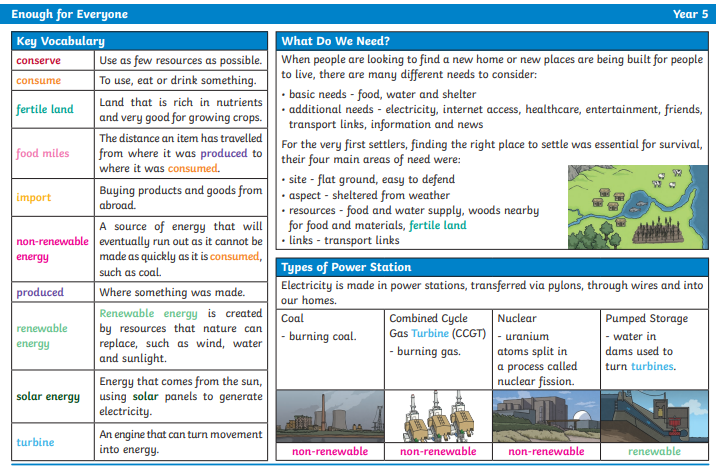 Enough for Everyone
Year 5
Key Vocabulary
conserve
Use as few resources as possible.
consume
To use, eat or drink something.
fertile land
Land that is rich in nutrients
and very good for growing crops.
food miles
The distance an item has travelled
from where it was produced to
where it was consumed.
import
Buying products and goods from
abroad.
non-renewable
energy
A source of energy that will
eventually run out as it cannot be
made as quickly as it is consumed,
such as coal.
produced
Where something was made.
renewable
energy
Renewable energy is created
by resources that nature can
replace, such as wind, water
and sunlight.
solar energy
Energy that comes from the sun,
using solar panels to generate
electricity.
turbine
An engine that can turn movement
into energy.
What Do We Need?
When people are looking to find a new home or new places are being built for people
to live, there are many different needs to consider:
• basic needs - food, water and shelter
• additional needs - electricity, internet access, healthcare, entertainment, friends,
transport links, information and news
For the very first settlers, finding the right place to settle was essential for survival,
their four main areas of need were:
• site - flat ground, easy to defend
• aspect - sheltered from weather
• resources - food and water supply, woods nearby
for food and materials, fertile land
• links - transport links
Types of Power Station
Electricity is made in power stations, transferred via pylons, through wires and into
our homes.
Coal
- burning coal.
non-renewable
Combined Cycle
Gas Turbine (CCGT)
- burning gas.
non-renewable
Nuclear
- uranium
atoms split in
a process called
nuclear fission.
non-renewable
Pumped Storage
- water in
dams used to
turn turbines.
renewable